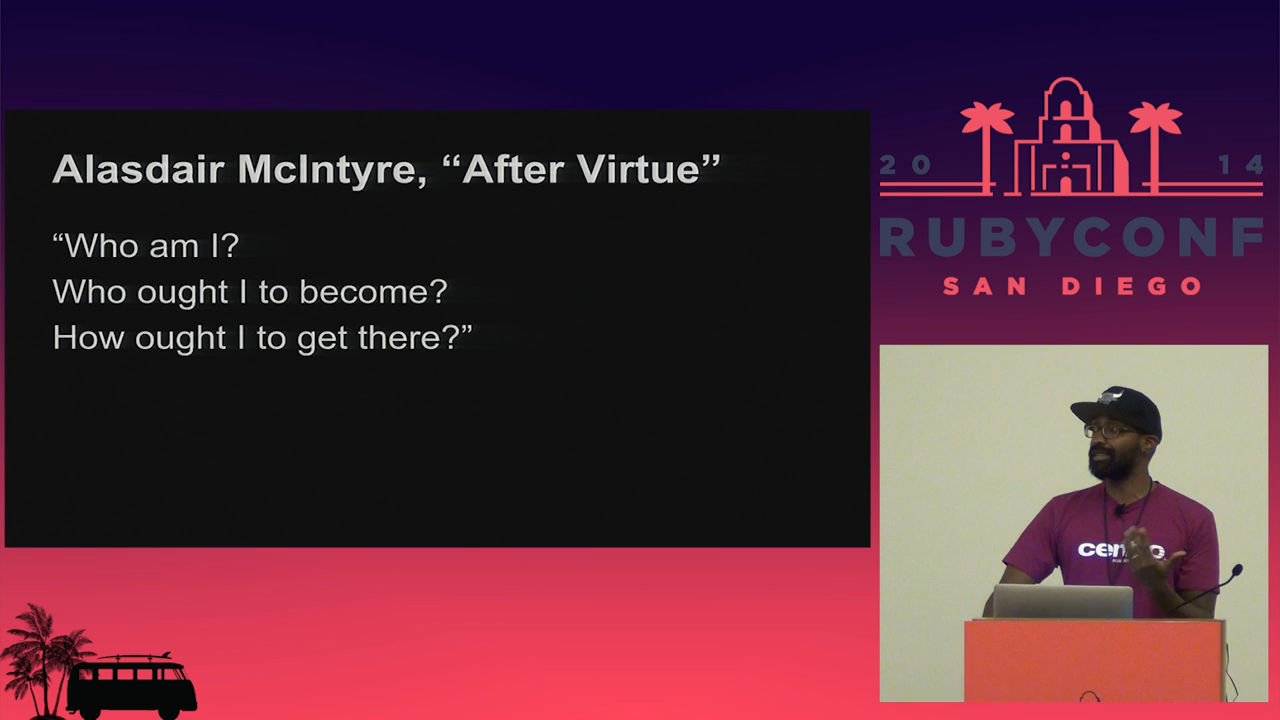 Alasdair McIntyre, “After Virtue”
“Who am I?
Who ought I to become?
How ought I to get there?”
20 14
RUBYCONF
SAN DIEGO